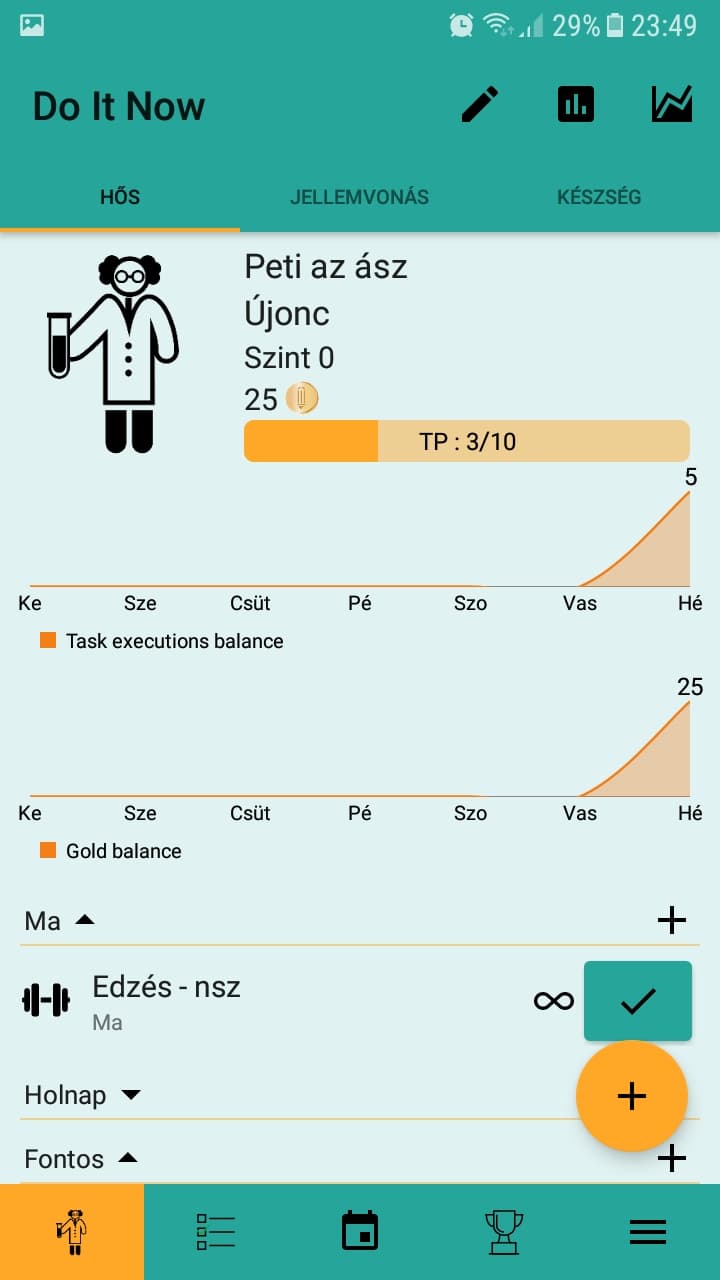 29% 23:49
Do It Now
HŐS JELLEMVONÁS KÉSZSÉG
Peti az ász
Újonc
Szint 0
25
TP : 3/10
5
Ke Sze Csüt Pé Szo Vas Hé
Task executions balance
25
Ke Sze Csüt Pé Szo Vas Hé
Gold balance
Ma
Edzés - nsz
Ma
Holnap
Fontos